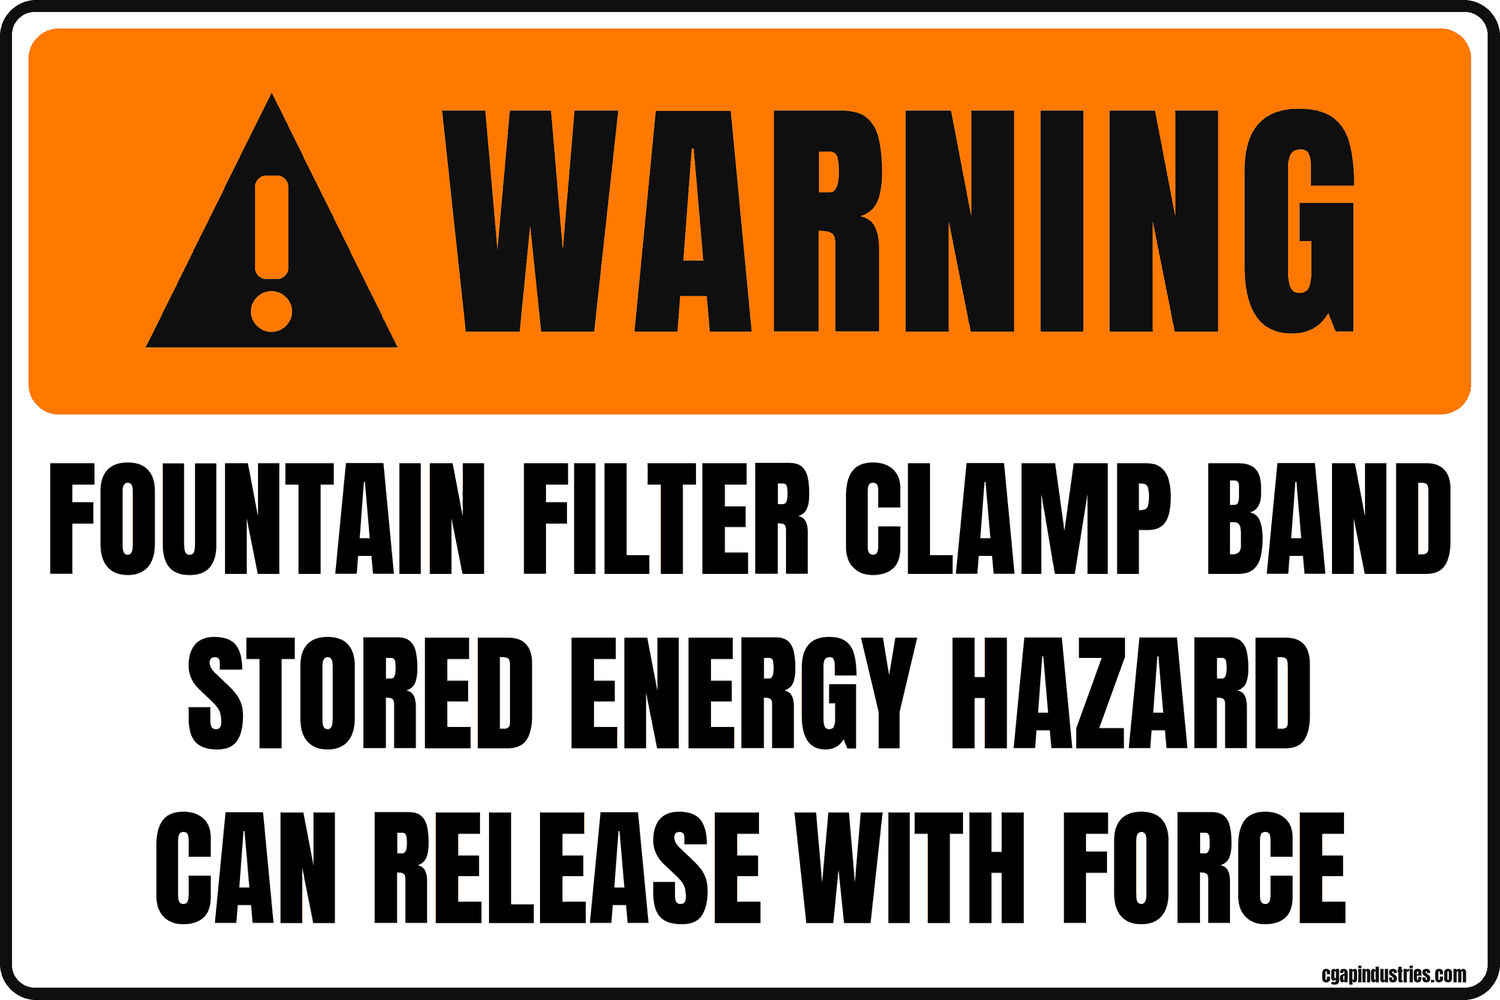 WARNING
FOUNTAIN FILTER CLAMP BAND
STORED ENERGY HAZARD
CAN RELEASE WITH FORCE
cgapindustries.com